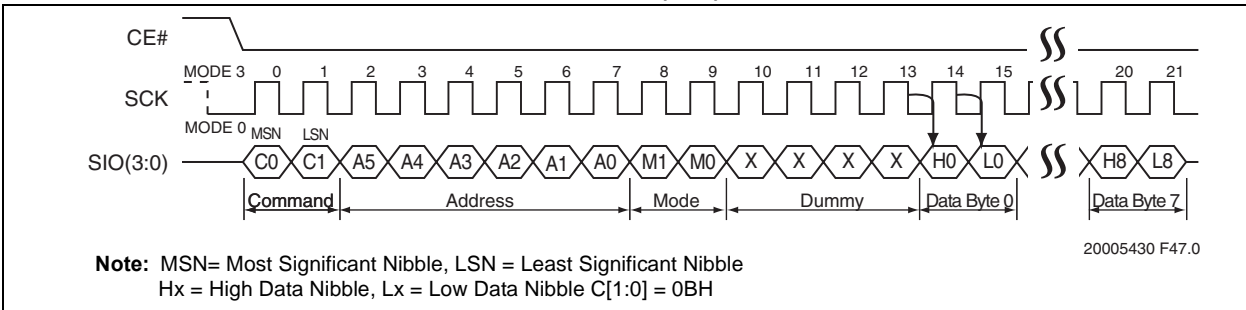 CE#
MODE 3 0 1 2 3 4 5 6 7 8 9 10 11 12 13 14 15 20 21
SCK
MODE 0
MSN LSN
SIO(3:0) C0 C1 A5 A4 A3 A2 A1 A0 M1 M0 X X X X H0 L0 H8 L8
Command Address Mode Dummy Data Byte 0 Data Byte 7
20005430 F47.0
Note: MSN= Most Significant Nibble, LSN = Least Significant Nibble
Hx = High Data Nibble, Lx = Low Data Nibble C[1:0] = 0BH